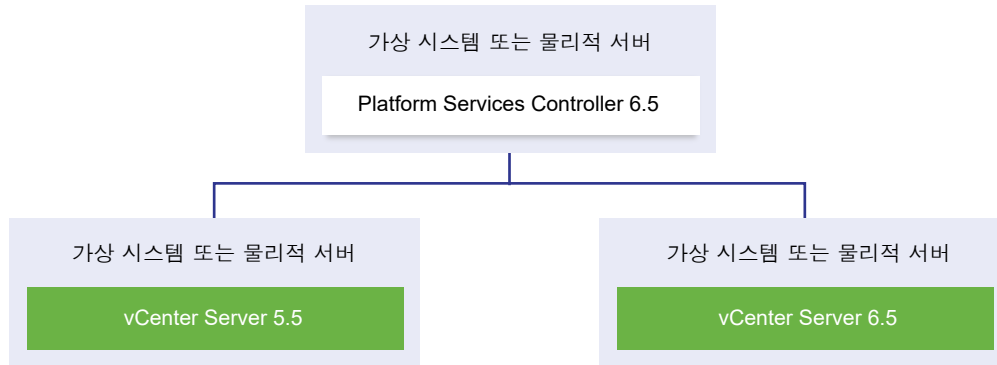 가상 시스템 또는 물리적 서버
Platform Services Controller 6.5
가상 시스템 또는 물리적 서버
vCenter Server 5.5
가상 시스템 또는 물리적 서버
vCenter Server 6.5